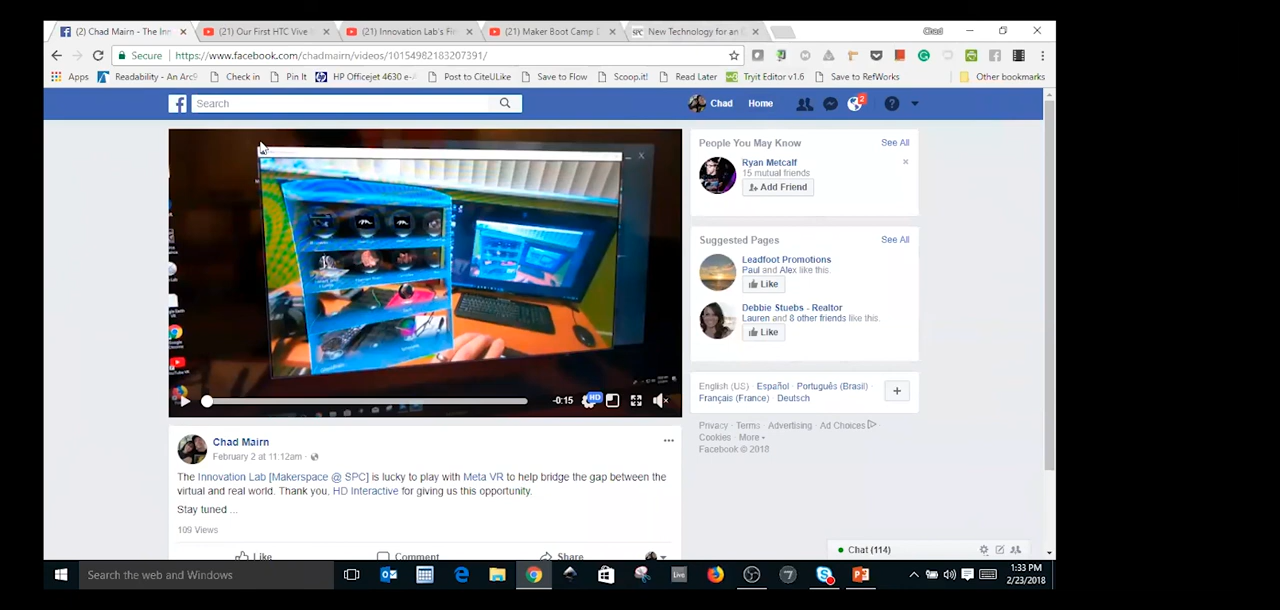 (2) Chad Mairn - The Inn
(21) Our First HTC Vive
(21) Innovation Lab's Fi
(21) Maker Boot Camp D
SPC New Technology for an
Chad
Secure https://www.facebook.com/chadmairn/videos/10154982183207391/
Apps Readability - An Arc9 Check in Pin It HP Officejet 4630 e- Post to CiteULike Save to Flow Scoop.it! Read Later Tryit Editor v1.6 Save to RefWorks Other bookmarks
Search
Chad Home 2
People You May Know See All
Ryan Metcalf
15 mutual friends
Add Friend
Suggested Pages See All
Leadfoot Promotions
Paul and Alex like this.
Like
Debbie Stuebs - Realtor
Lauren and 8 other friends like this.
Like
-0:15 HD
English (US) · Español · Português (Brasil) ·
Français (France) · Deutsch
Privacy · Terms · Advertising · Ad Choices
Cookies · More
Facebook © 2018
Chad Mairn
February 2 at 11:12am ·
The Innovation Lab [Makerspace @ SPC] is lucky to play with Meta VR to help bridge the gap between the
virtual and real world. Thank you, HD Interactive for giving us this opportunity.
Stay tuned ...
109 Views
Like Comment Share
Chat (114)
Search the web and Windows
1:33 PM
2/23/2018